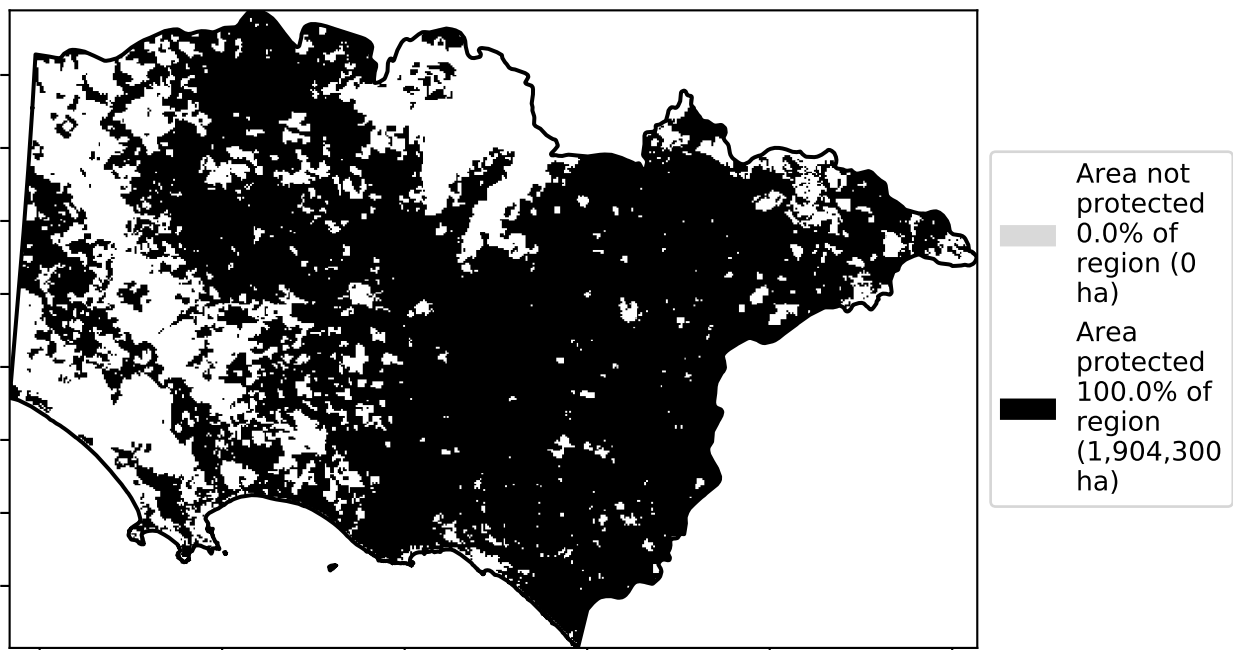 Area not
protected
0.0% of
region (0
ha)
Area
protected
100.0% of
region
(1,904,300
ha)